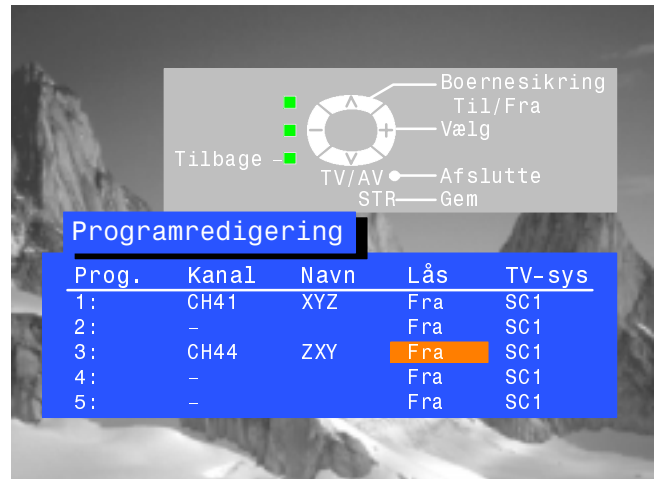 Boernesikring
Til/Fra
Vælg
Tilbage
TV/AV Afslutte
STR Gem
Programredigering
Prog. Kanal Navn Lås TV-sys
1: CH41 XYZ Fra SC1
2: – Fra SC1
3: CH44 ZXY Fra SC1
4: – Fra SC1
5: – Fra SC1